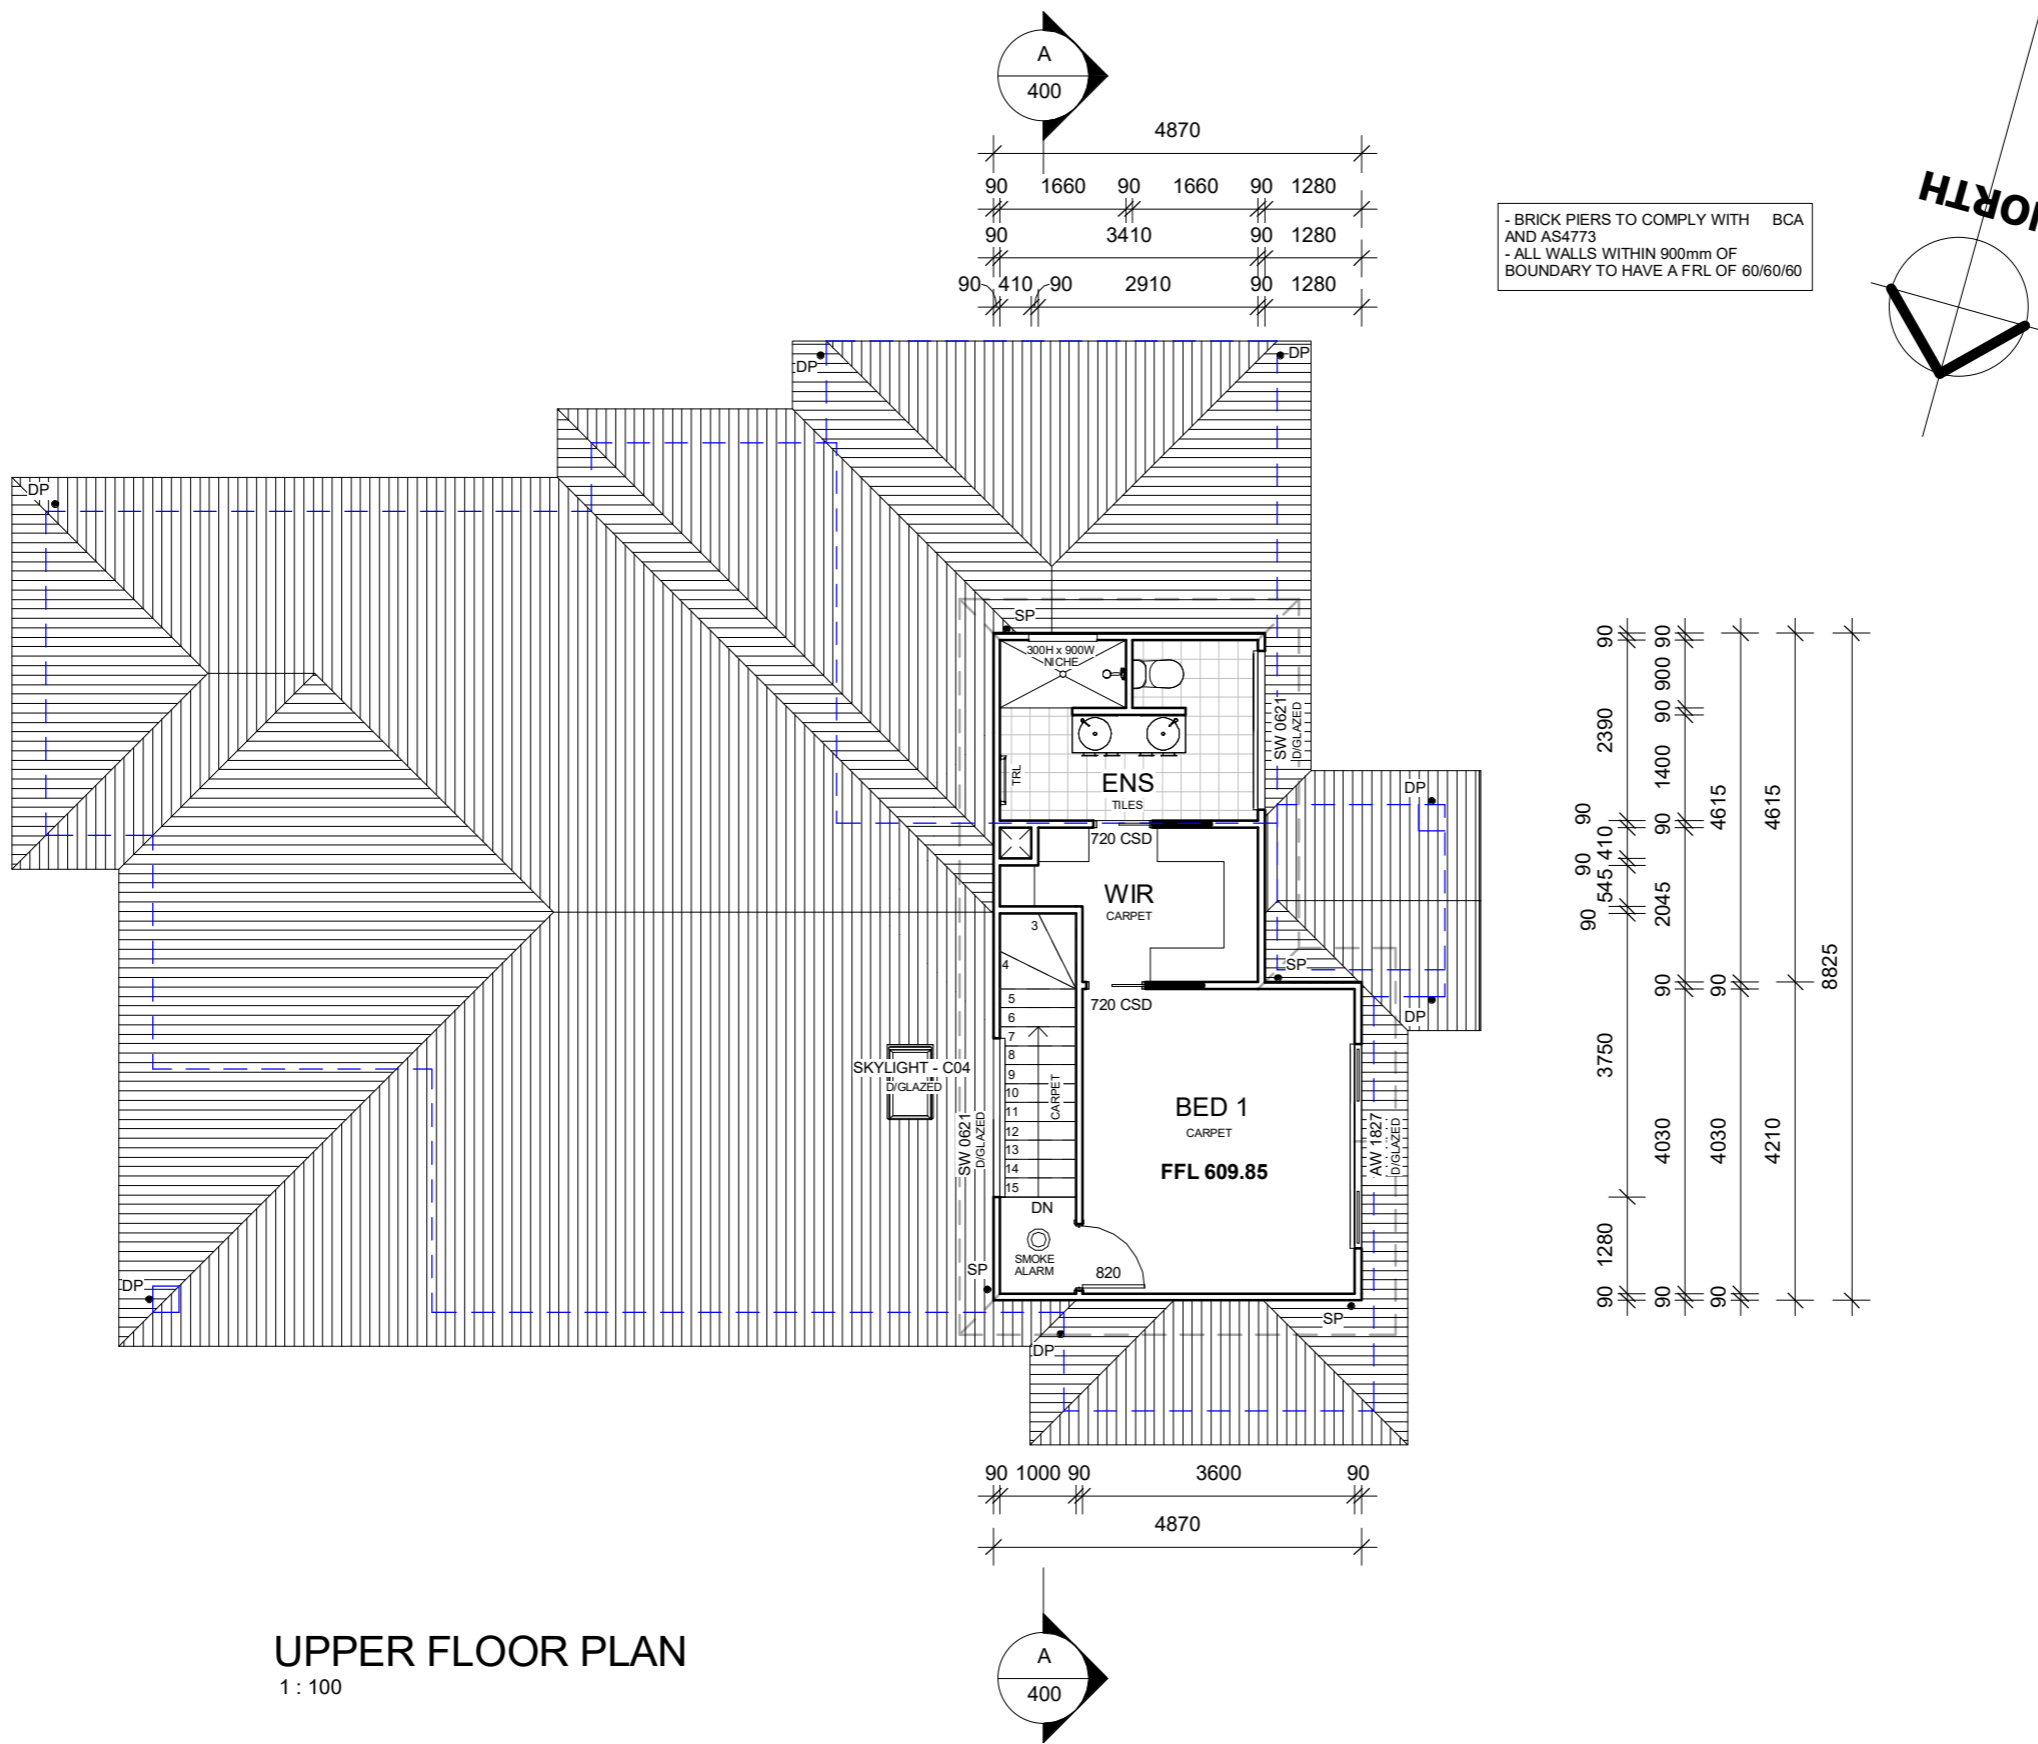 A
400
4870
90 1660 90 1660 90 1280
90 3410 90 1280
90 410 90 2910 90 1280
- BRICK PIERS TO COMPLY WITH BCA
AND AS4773
- ALL WALLS WITHIN 900mm OF
BOUNDARY TO HAVE A FRL OF 60/60/60
DP
DP
DP
SP
300H x 900W
NICHE
SW 0621
D/GLAZED
TRL
ENS
TILES
720 CSD
WIR
CARPET
DP
SP
DP
720 CSD
3
4
5
6
7
8
9
10
11
12
13
14
15
CARPET
SKYLIGHT - C04
D/GLAZED
SW 0621
D/GLAZED
BED 1
CARPET
FFL 609.85
AW 1827
D/GLAZED
DN
SMOKE
ALARM
820
SP
DP
SP
DP
90 2390 90 410 90 545 90 3750 1280 90
90 900 90 1400 90 2045 90 4030 90
4615 90 4030 90
4615 4210
8825
90 1000 90 3600 90
4870
UPPER FLOOR PLAN
1 : 100
A
400